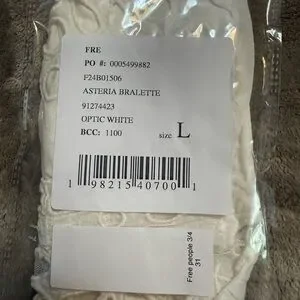 FRE
PO #: 0005499882
F24B01506
ASTERIA BRALETTE
91274423
OPTIC WHITE
BCC: 1100 size L
1 98215 40700 1
Free people 3/4
31